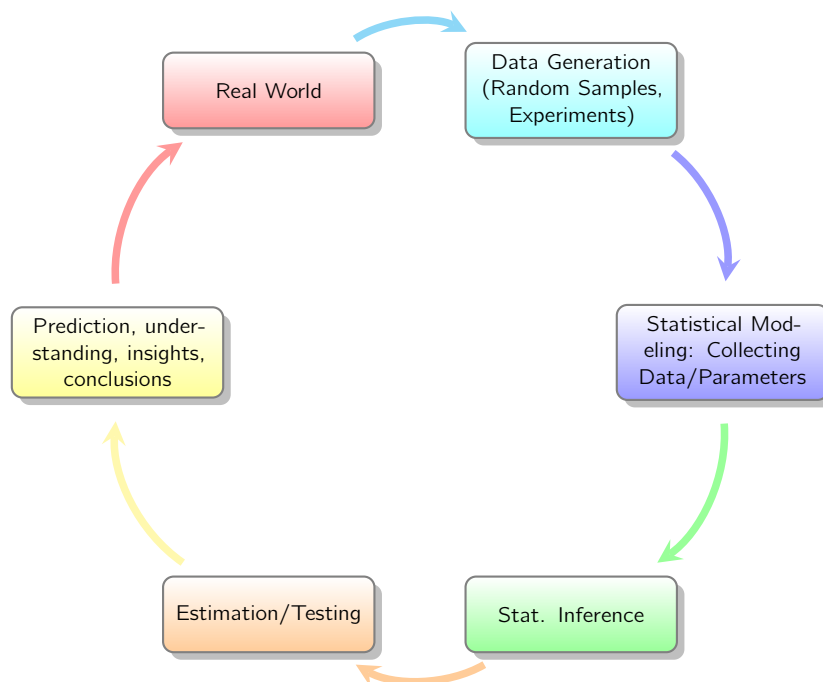 Real World
Data Generation
(Random Samples,
Experiments)
Statistical Mod-
eling: Collecting
Data/Parameters
Stat. Inference
Estimation/Testing
Prediction, under-
standing, insights,
conclusions